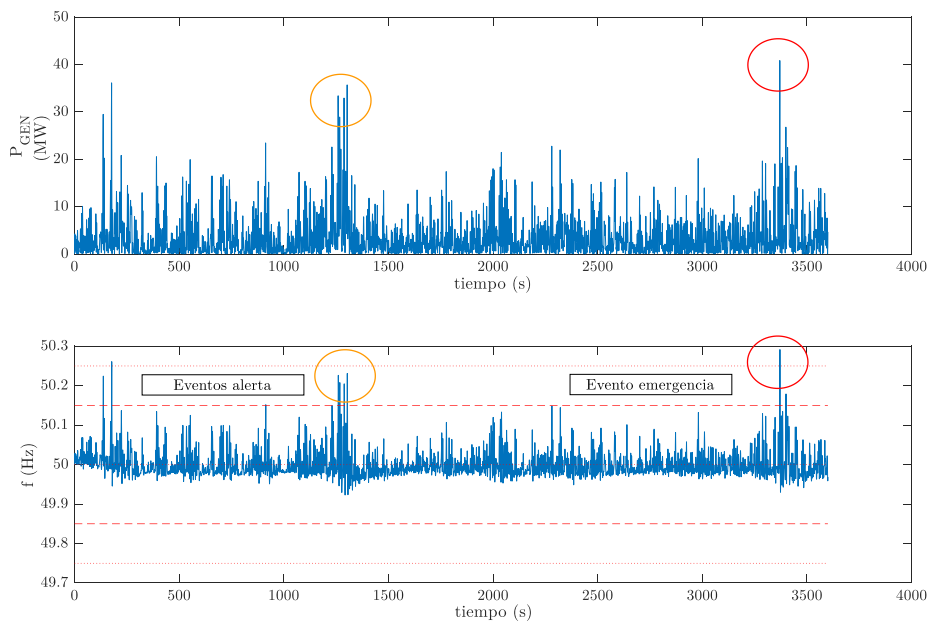 50
40
30
20
10
0
P_GEN
(MW)
0 500 1000 1500 2000 2500 3000 3500 4000
tiempo (s)
50.3
50.2
50.1
50
49.9
49.8
49.7
f (Hz)
Eventos alerta
Evento emergencia
0 500 1000 1500 2000 2500 3000 3500 4000
tiempo (s)